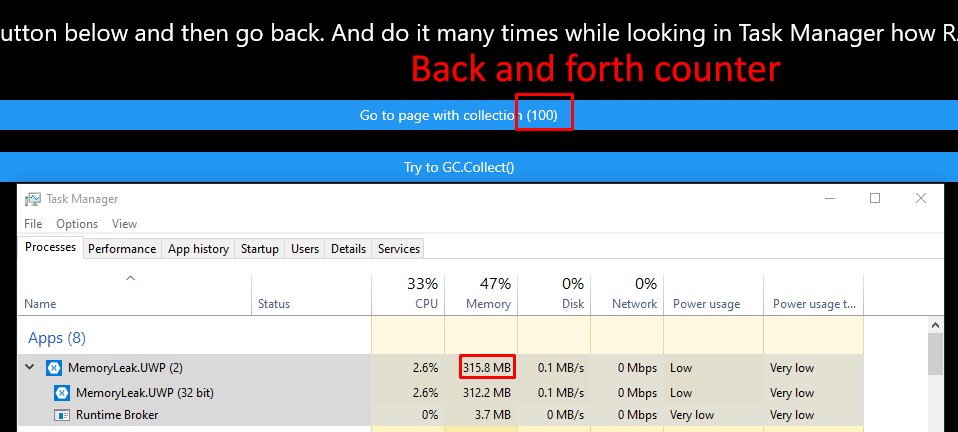 utton below and then go back. And do it many times while looking in Task Manager how R
Back and forth counter
Go to page with collection (100)
Try to GC.Collect()
Task Manager
File Options View
Processes Performance App history Startup Users Details Services
33% 47% 0% 0%
Name Status CPU Memory Disk Network Power usage Power usage t...
Apps (8)
MemoryLeak.UWP (2) 2.6% 315.8 MB 0.1 MB/s 0 Mbps Low Very low
MemoryLeak.UWP (32 bit) 2.6% 312.2 MB 0.1 MB/s 0 Mbps Low Very low
Runtime Broker 0% 3.7 MB 0 MB/s 0 Mbps Very low Very low